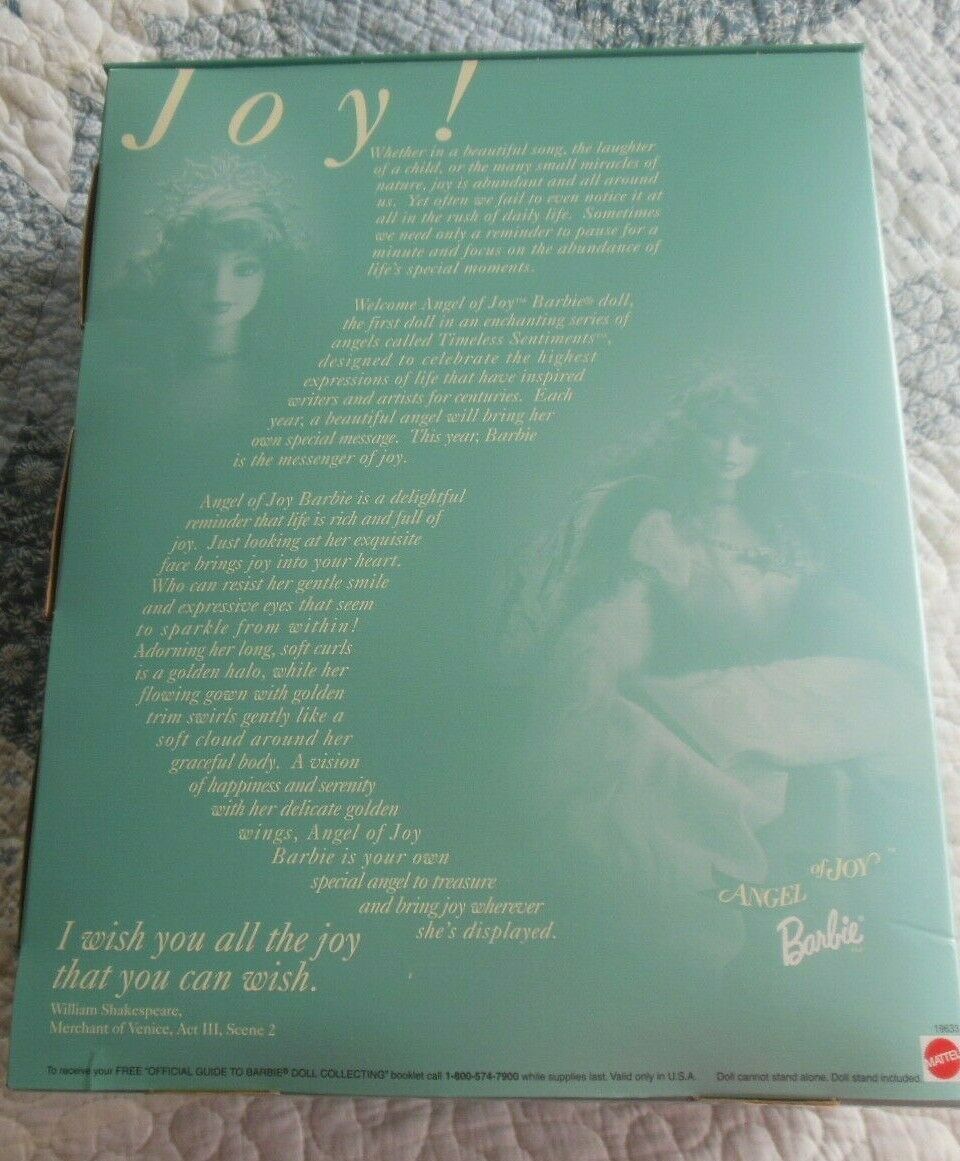 Joy!
Whether in a beautiful song, the laughter
of a child, or the many small miracles of
nature, joy is abundant and all around
us. Yet often we fail to even notice it at
all in the rush of daily life. Sometimes
we need only a reminder to pause for a
minute and focus on the abundance of
life's special moments.
Welcome Angel of Joy™ Barbie® doll,
the first doll in an enchanting series of
angels called Timeless Sentiments™,
designed to celebrate the highest
expressions of life that have inspired
writers and artists for centuries. Each
year, a beautiful angel will bring her
own special message. This year, Barbie
is the messenger of joy.
Angel of Joy Barbie is a delightful
reminder that life is rich and full of
joy. Just looking at her exquisite
face brings joy into your heart.
Who can resist her gentle smile
and expressive eyes that seem
to sparkle from within!
Adorning her long, soft curls
is a golden halo, while her
flowing gown with golden
trim swirls gently like a
soft cloud around her
graceful body. A vision
of happiness and serenity
with her delicate golden
wings, Angel of Joy
Barbie is your own
special angel to treasure
and bring joy wherever
she's displayed.
I wish you all the joy
that you can wish.
William Shakespeare,
Merchant of Venice, Act III, Scene 2
ANGEL of JOY™
Barbie®
19633
MATTEL
To receive your FREE "OFFICIAL GUIDE TO BARBIE® DOLL COLLECTING" booklet call 1-800-574-7900 while supplies last. Valid only in U.S.A. Doll cannot stand alone. Doll stand included.